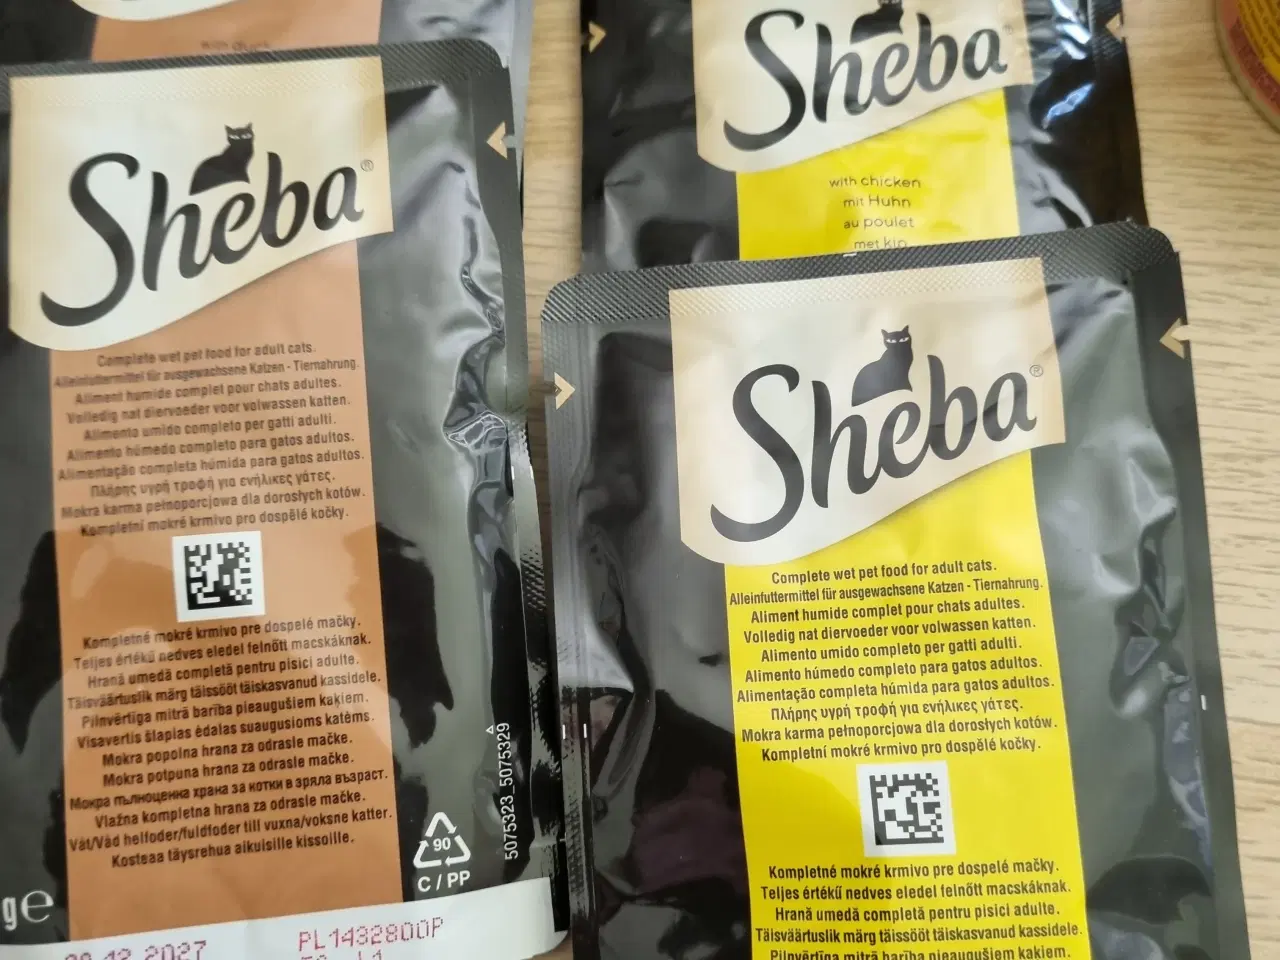 Sheba®
Complete wet pet food for adult cats.
Alleinfuttermittel für ausgewachsene Katzen - Tiernahrung.
Aliment humide complet pour chats adultes.
Volledig nat diervoeder voor volwassen katten.
Alimento umido completo per gatti adulti.
Alimento húmedo completo para gatos adultos.
Alimentação completa húmida para gatos adultos.
Πλήρης υγρή τροφή για ενήλικες γάτες.
Mokra karma pełnoporcjowa dla dorosłych kotów.
Kompletní mokré krmivo pro dospělé kočky.
Kompletné mokré krmivo pre dospelé mačky.
Teljes értékű nedves eledel felnőtt macskáknak.
Hrană umedă completă pentru pisici adulte.
Täisväärtuslik märg täissööt täiskasvanud kassidele.
Pilnvērtīga mitrā barība pieaugušiem kaķiem.
Visavertis šlapias ėdalas suaugusioms katėms.
Mokra popolna hrana za odrasle mačke.
Mokra potpuna hrana za odrasle mačke.
Мокра пълноценна храна за котки в зряла възраст.
Vlažna kompletna hrana za odrasle mačke.
Våt/Våd helfoder/fuldfoder till vuxna/voksne katter.
Kosteaa täysrehua aikuisille kissoille.
5075323_5075329
90
C / PP
g℮
12 2027
PL1432800P
Sheba®
with chicken
mit Huhn
au poulet
met kip
Sheba®
Complete wet pet food for adult cats.
Alleinfuttermittel für ausgewachsene Katzen - Tiernahrung.
Aliment humide complet pour chats adultes.
Volledig nat diervoeder voor volwassen katten.
Alimento umido completo per gatti adulti.
Alimento húmedo completo para gatos adultos.
Alimentação completa húmida para gatos adultos.
Πλήρης υγρή τροφή για ενήλικες γάτες.
Mokra karma pełnoporcjowa dla dorosłych kotów.
Kompletní mokré krmivo pro dospělé kočky.
Kompletné mokré krmivo pre dospelé mačky.
Teljes értékű nedves eledel felnőtt macskáknak.
Hrană umedă completă pentru pisici adulte.
Täisväärtuslik märg täissööt täiskasvanud kassidele.
Pilnvērtīga mitrā barība pieaugušiem kaķiem.